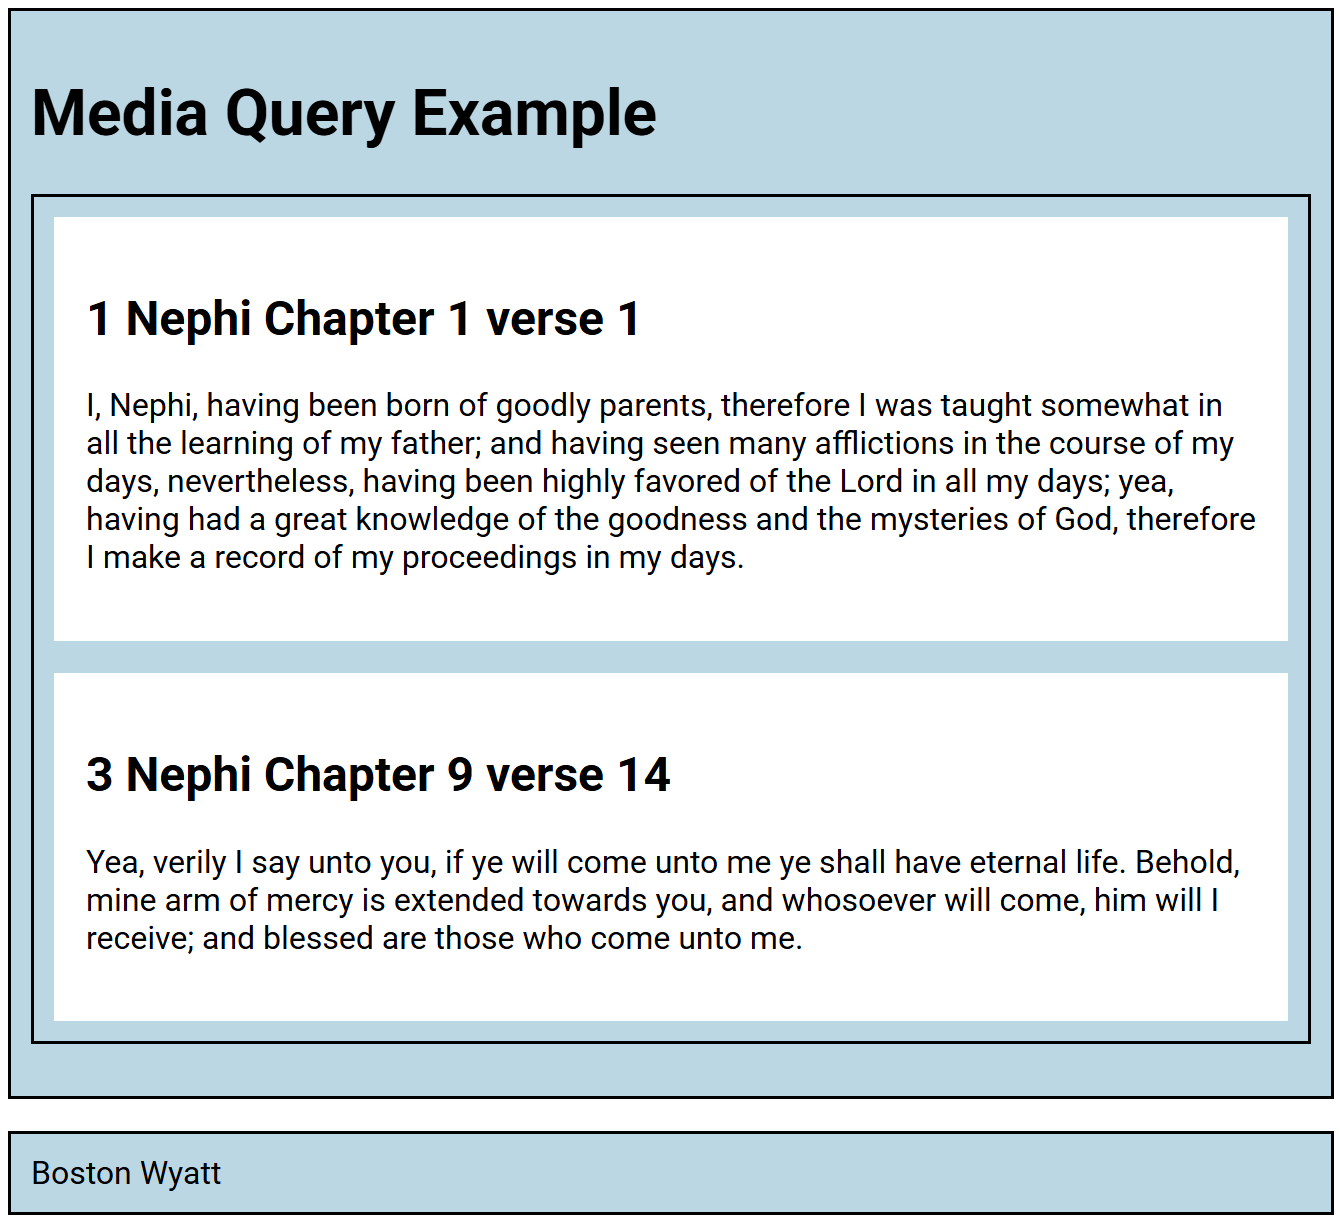 Media Query Example
1 Nephi Chapter 1 verse 1
I, Nephi, having been born of goodly parents, therefore I was taught somewhat in
all the learning of my father; and having seen many afflictions in the course of my
days, nevertheless, having been highly favored of the Lord in all my days; yea,
having had a great knowledge of the goodness and the mysteries of God, therefore
I make a record of my proceedings in my days.
3 Nephi Chapter 9 verse 14
Yea, verily I say unto you, if ye will come unto me ye shall have eternal life. Behold,
mine arm of mercy is extended towards you, and whosoever will come, him will I
receive; and blessed are those who come unto me.
Boston Wyatt